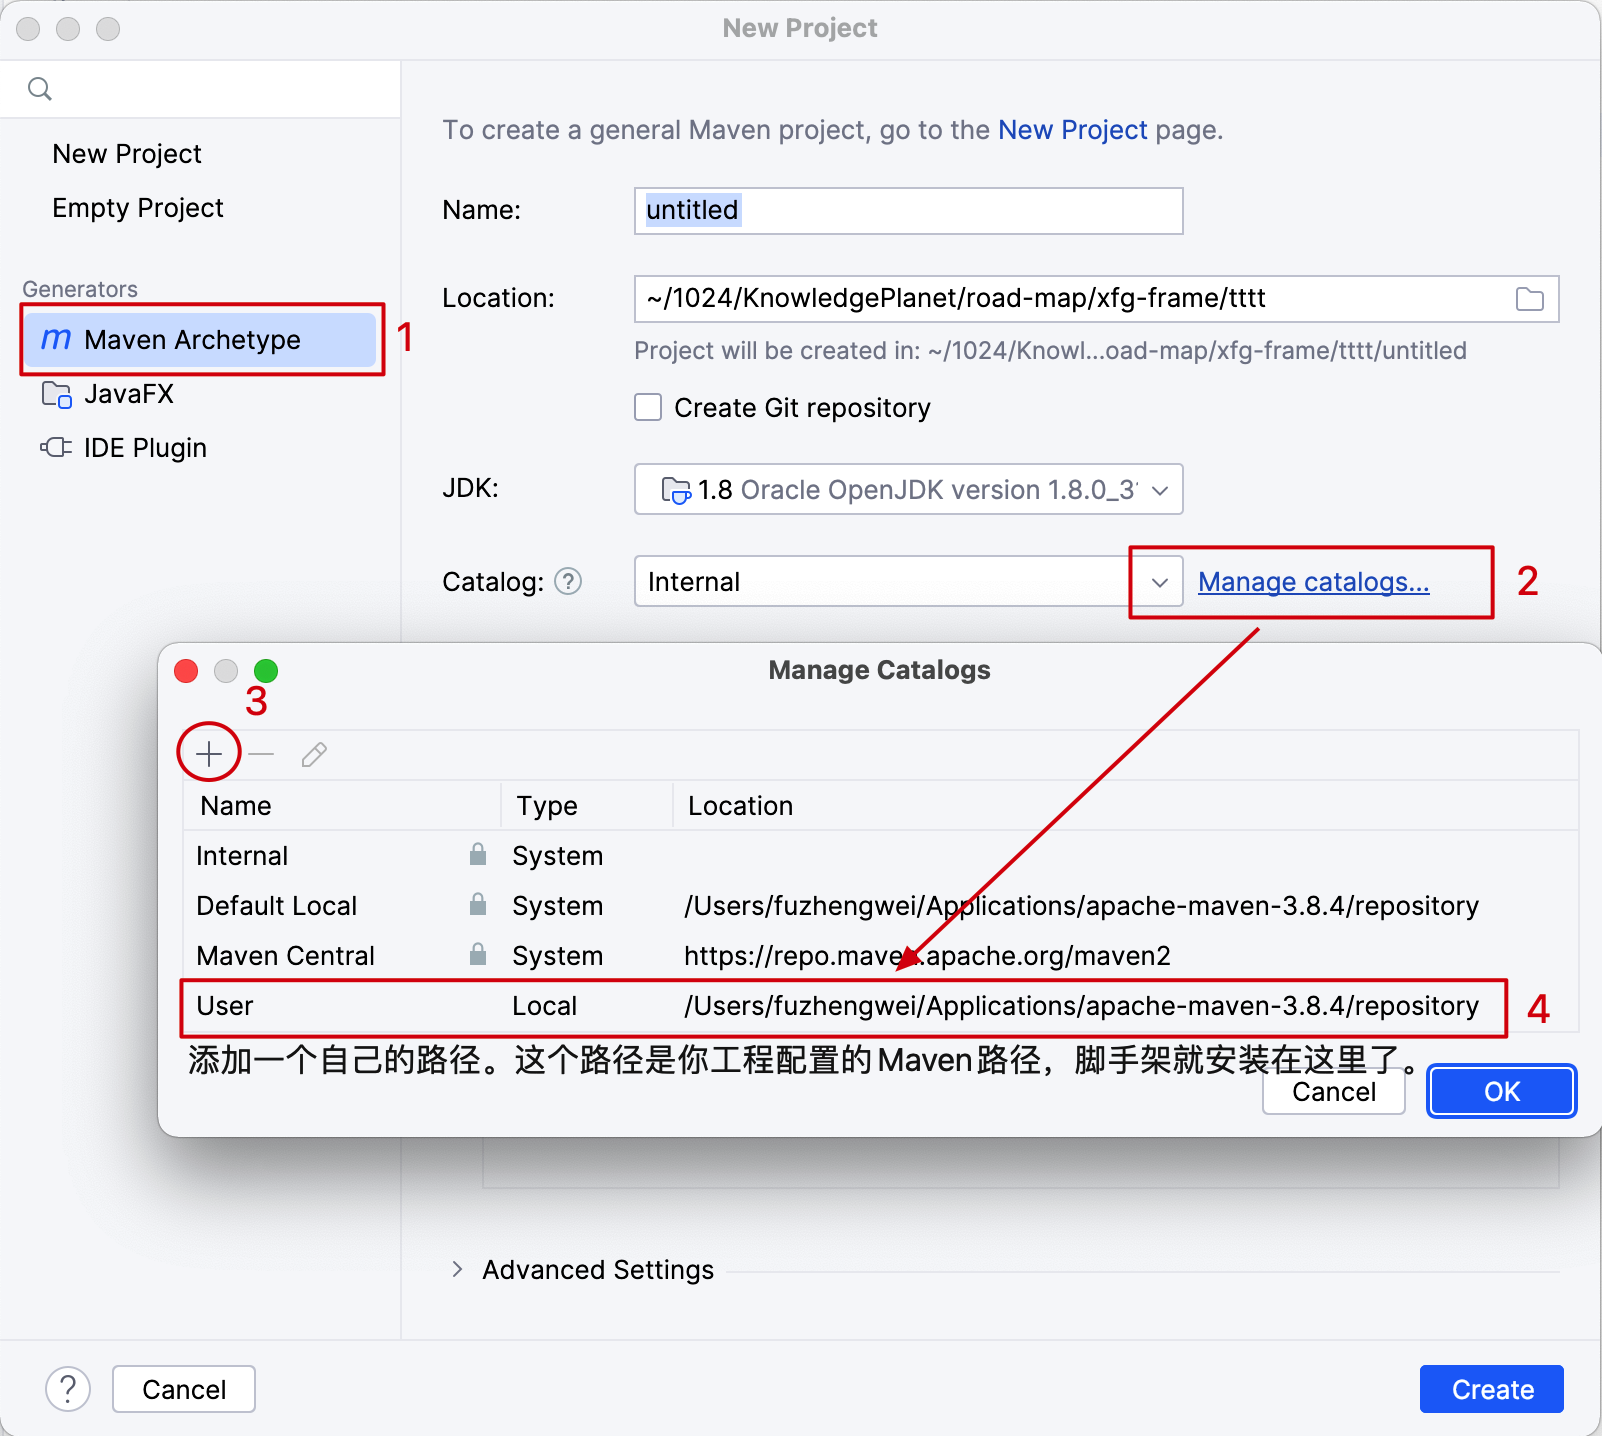 New Project
To create a general Maven project, go to the New Project page.
New Project
Empty Project
Generators
Maven Archetype
1
JavaFX
IDE Plugin
Name:
untitled
Location:
~/1024/KnowledgePlanet/road-map/xfg-frame/tttt
Project will be created in: ~/1024/Knowl...oad-map/xfg-frame/tttt/untitled
Create Git repository
JDK:
1.8 Oracle OpenJDK version 1.8.0_3
Catalog: ?
Internal
Manage catalogs...
2
Manage Catalogs
3
Name Type Location
Internal System
Default Local System /Users/fuzhengwei/Applications/apache-maven-3.8.4/repository
Maven Central System https://repo.maven.apache.org/maven2
User Local /Users/fuzhengwei/Applications/apache-maven-3.8.4/repository
4
添加一个自己的路径。这个路径是你工程配置的Maven路径，脚手架就安装在这里了。
Cancel OK
Advanced Settings
? Cancel Create